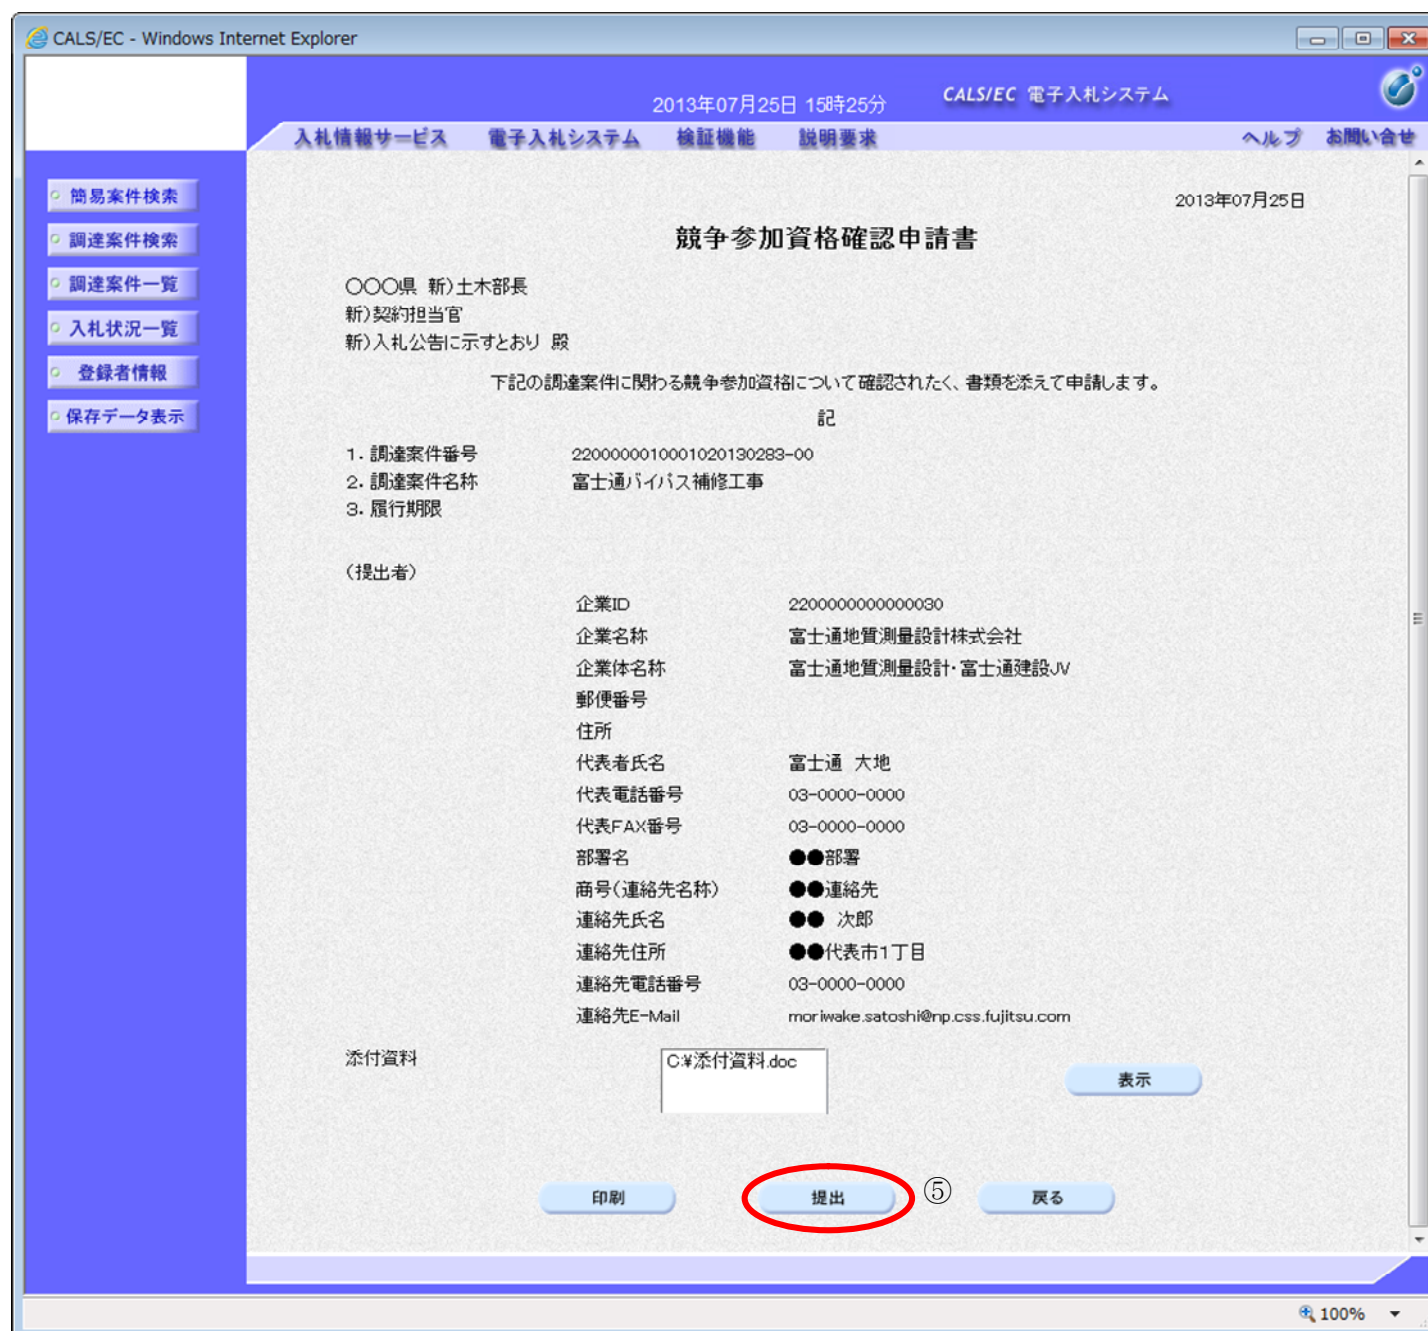 CALS/EC - Windows Internet Explorer
2013年07月25日 15時25分
CALS/EC 電子入札システム
入札情報サービス 電子入札システム 検証機能 説明要求 ヘルプ お問い合せ
簡易案件検索
調達案件検索
調達案件一覧
入札状況一覧
登録者情報
保存データ表示
2013年07月25日
競争参加資格確認申請書
〇〇〇県 新)土木部長
新)契約担当官
新)入札公告に示すとおり 殿
下記の調達案件に関わる競争参加資格について確認されたく、書類を添えて申請します。
記
1. 調達案件番号 2200000010001020130283-00
2. 調達案件名称 富士通バイパス補修工事
3. 履行期限
(提出者)
企業ID 2200000000000030
企業名称 富士通地質測量設計株式会社
企業体名称 富士通地質測量設計・富士通建設JV
郵便番号
住所
代表者氏名 富士通 大地
代表電話番号 03-0000-0000
代表FAX番号 03-0000-0000
部署名 ●●部署
商号(連絡先名称) ●●連絡先
連絡先氏名 ●● 次郎
連絡先住所 ●●代表市1丁目
連絡先電話番号 03-0000-0000
連絡先E-Mail moriwake.satoshi@np.css.fujitsu.com
添付資料 C:¥添付資料.doc 表示
印刷 提出 ⑤ 戻る
100%